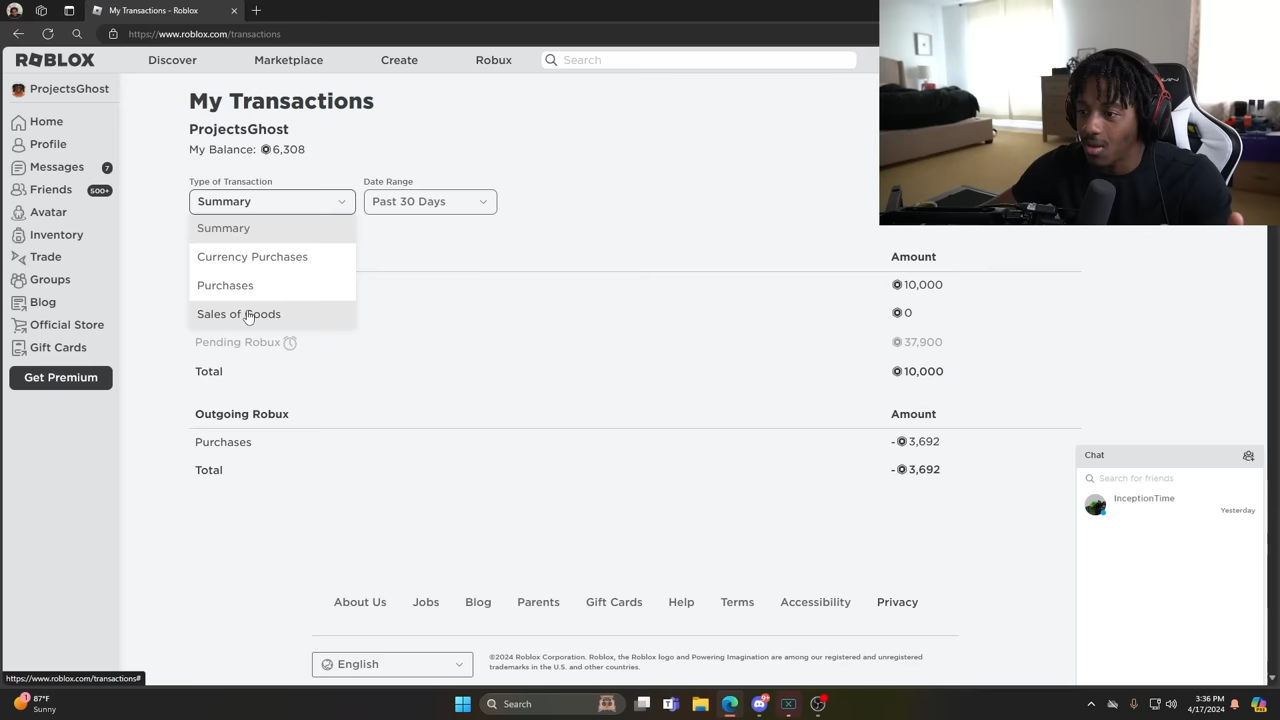 My Transactions - Roblox
https://www.roblox.com/transactions
ROBLOX
Discover
Marketplace
Create
Robux
Search
ProjectsGhost
Home
Profile
Messages
7
Friends
500+
Avatar
Inventory
Trade
Groups
Blog
Official Store
Gift Cards
Get Premium
My Transactions
ProjectsGhost
My Balance: 6,308
Type of Transaction
Date Range
Summary
Past 30 Days
Summary
Currency Purchases
Purchases
Sales of Goods
Amount
10,000
0
Pending Robux
37,900
Total
10,000
Outgoing Robux
Amount
Purchases
-3,692
Total
-3,692
Chat
Search for friends
InceptionTime
Yesterday
About Us
Jobs
Blog
Parents
Gift Cards
Help
Terms
Accessibility
Privacy
English
©2024 Roblox Corporation. Roblox, the Roblox logo and Powering Imagination are among our registered and unregistered
trademarks in the U.S. and other countries.
https://www.roblox.com/transactions#
1
87°F
Sunny
Search
3:36 PM
4/17/2024